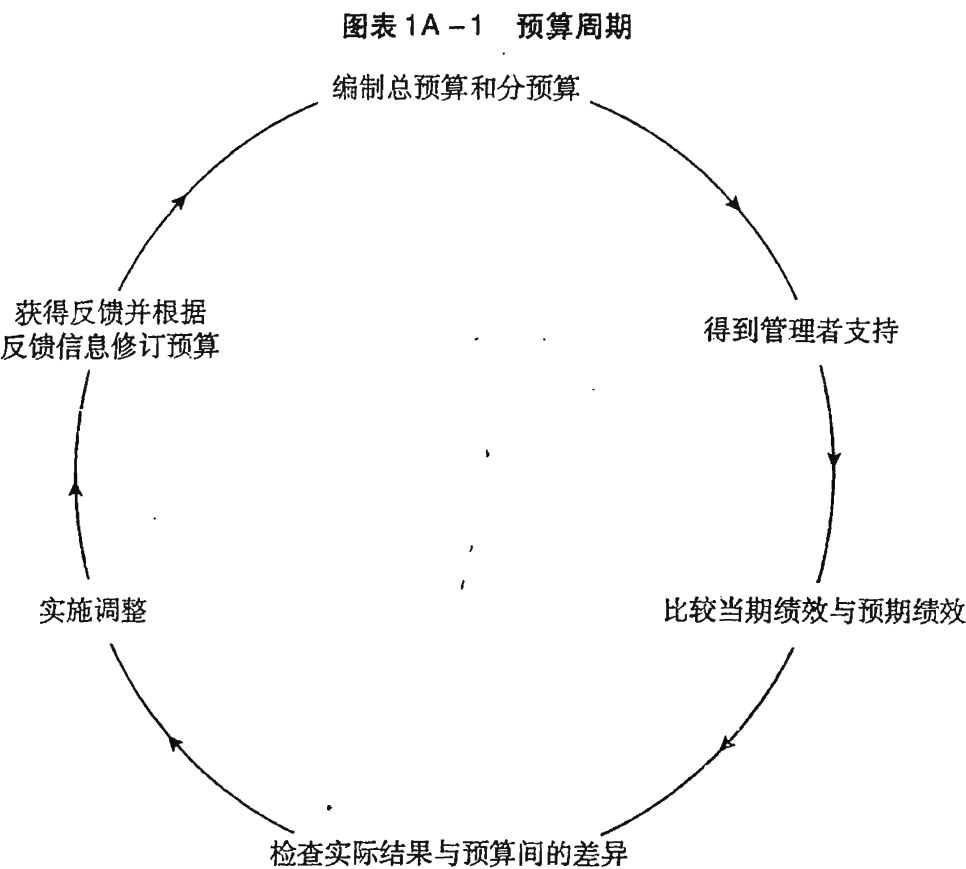 图表 1A－1 预算周期
编制总预算和分预算
得到管理者支持
比较当期绩效与预期绩效
检查实际结果与预算间的差异
实施调整
获得反馈并根据
反馈信息修订预算